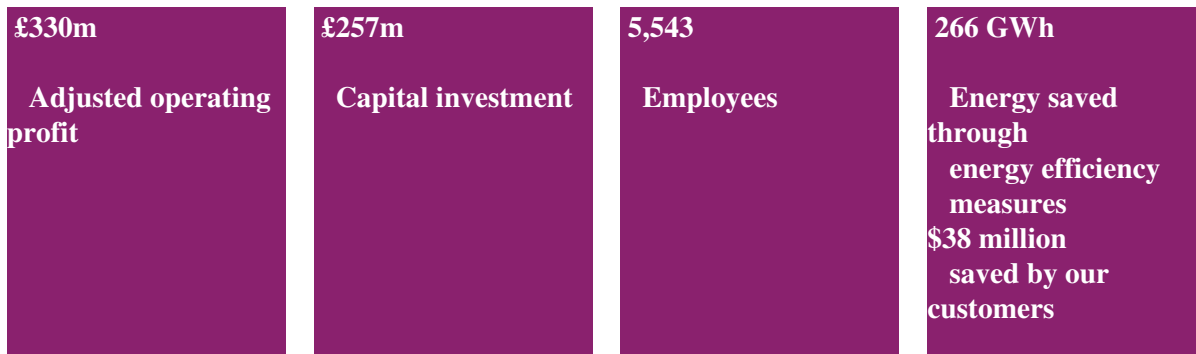 £330m
Adjusted operating
profit
£257m
Capital investment
5,543
Employees
266 GWh
Energy saved
through
energy efficiency
measures
$38 million
saved by our
customers